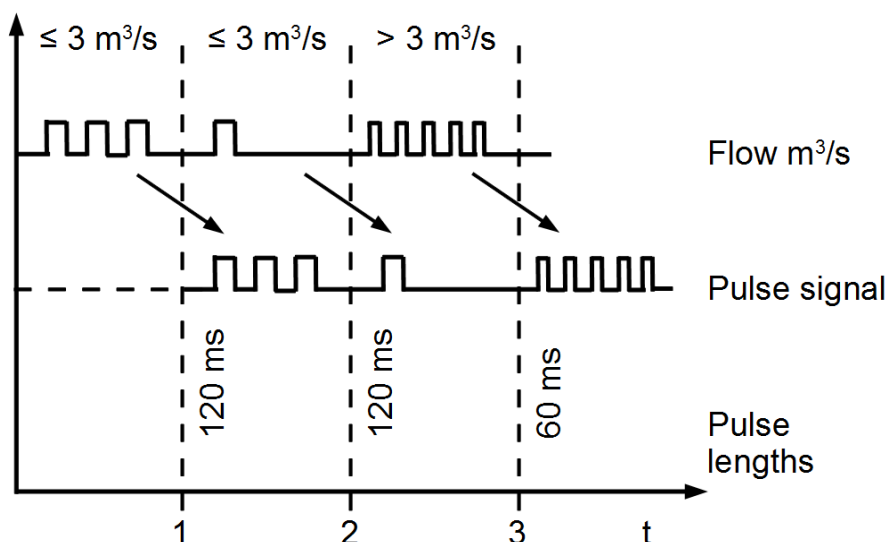 ≤ 3 m³/s ≤ 3 m³/s > 3 m³/s
Flow m³/s
Pulse signal
120 ms
120 ms
60 ms
Pulse
lengths
1 2 3 t